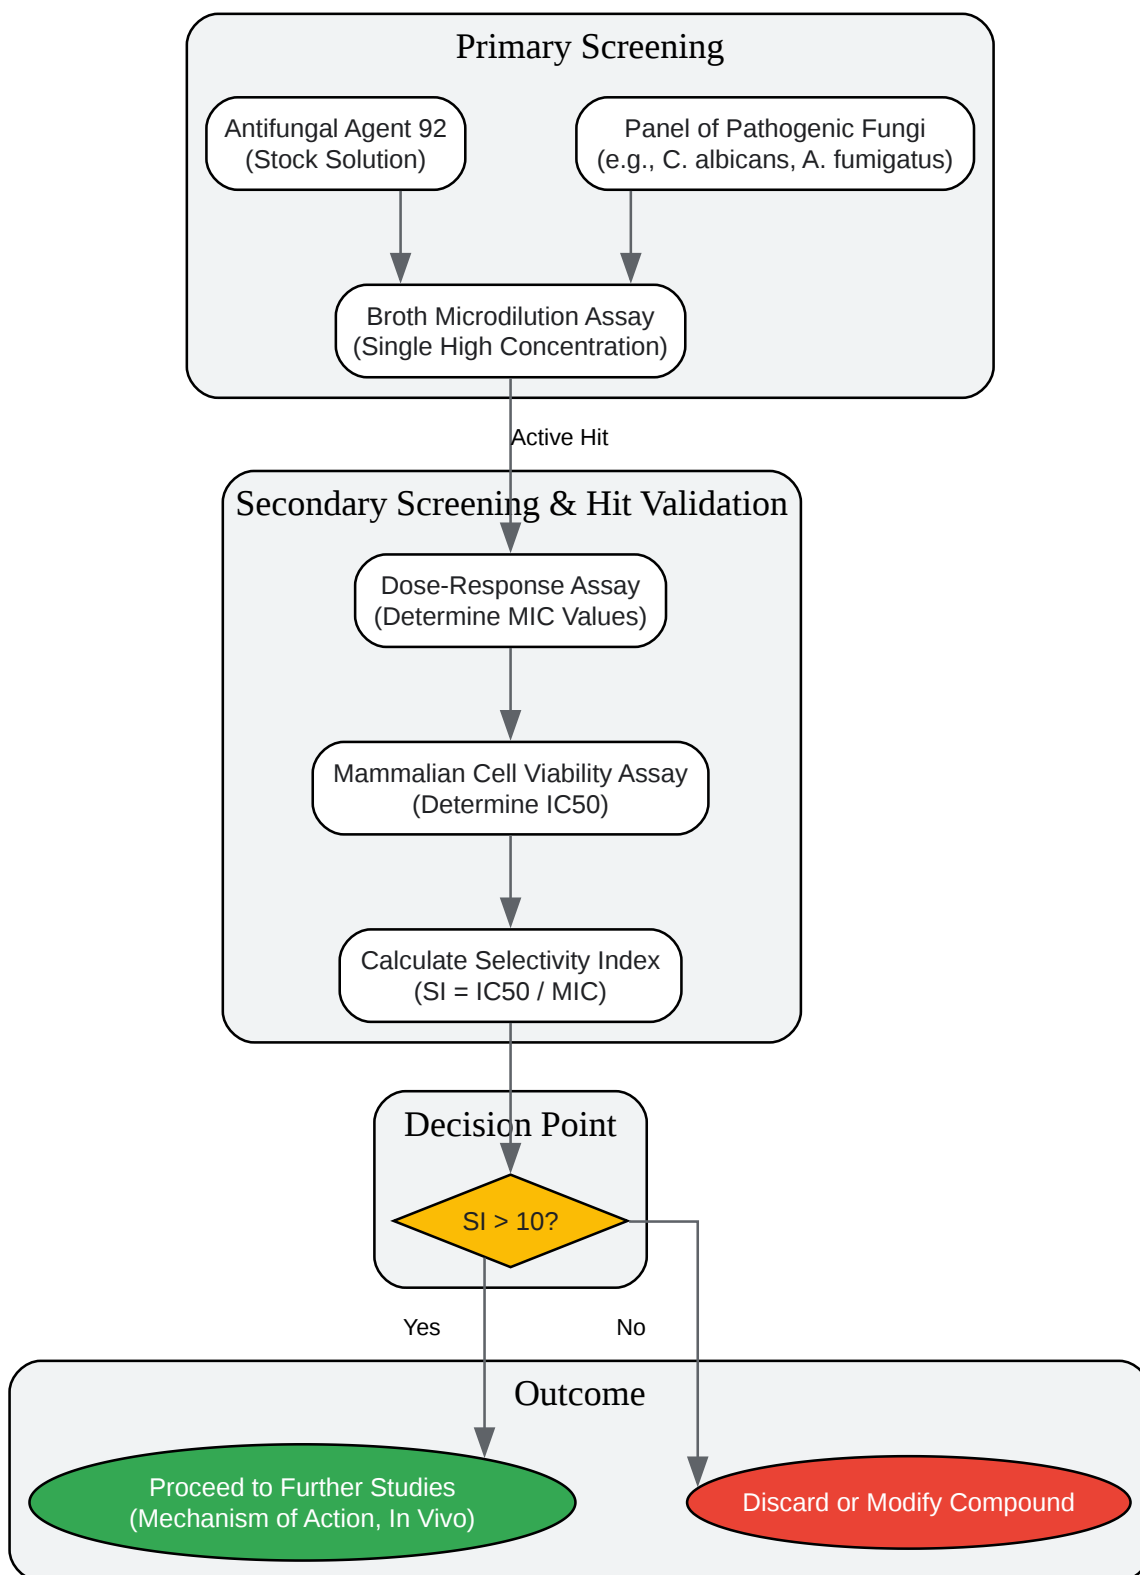 Primary Screening
Antifungal Agent 92
(Stock Solution)
Panel of Pathogenic Fungi
(e.g., C. albicans, A. fumigatus)
Broth Microdilution Assay
(Single High Concentration)
Active Hit
Secondary Screening & Hit Validation
Dose-Response Assay
(Determine MIC Values)
Mammalian Cell Viability Assay
(Determine IC50)
Calculate Selectivity Index
(SI = IC50 / MIC)
Decision Point
SI > 10?
Yes
No
Outcome
Proceed to Further Studies
(Mechanism of Action, In Vivo)
Discard or Modify Compound